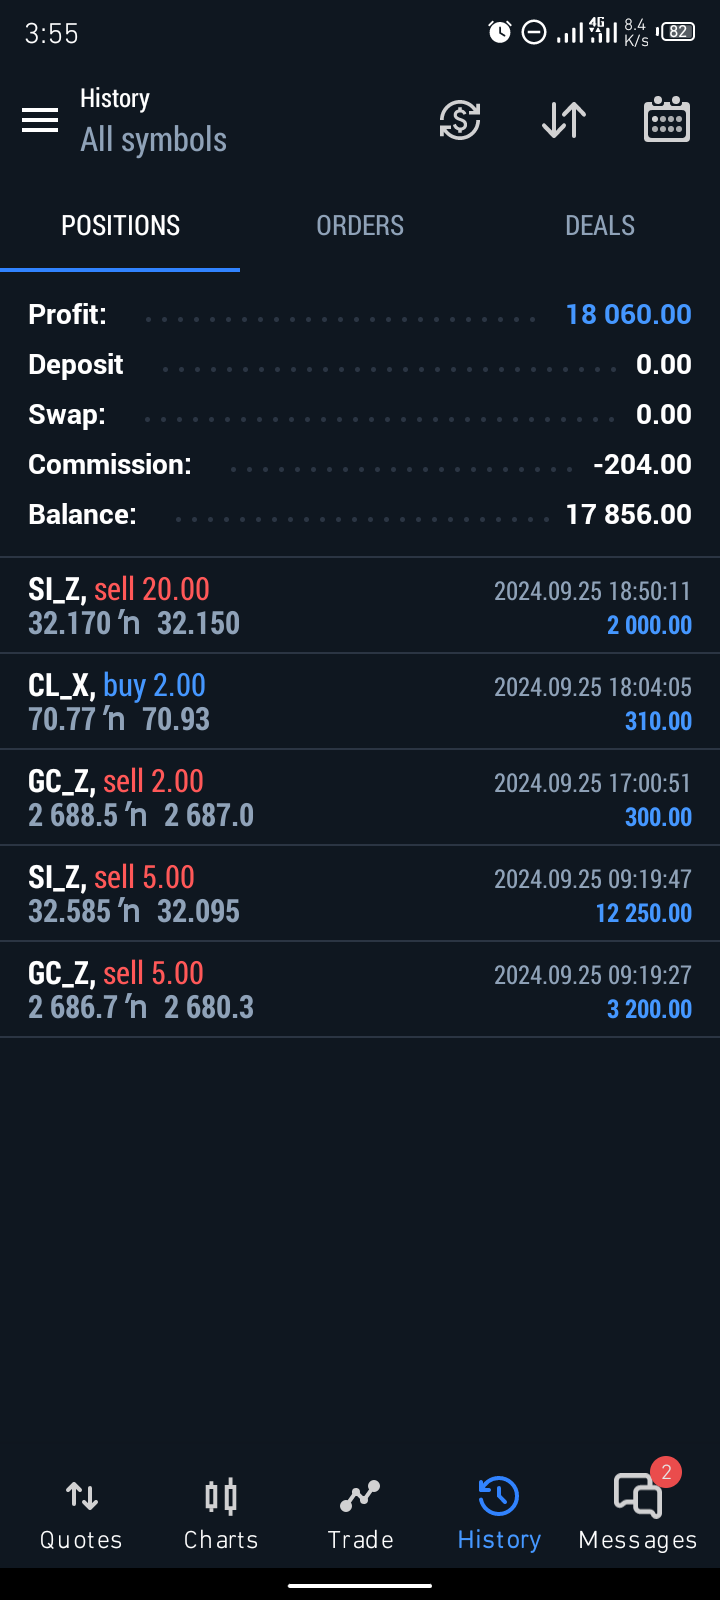 3:55
4G 8.4 K/s 82
History
All symbols
POSITIONS ORDERS DEALS
Profit: 18 060.00
Deposit 0.00
Swap: 0.00
Commission: -204.00
Balance: 17 856.00
SI_Z, sell 20.00 2024.09.25 18:50:11
32.170 ’n 32.150 2 000.00
CL_X, buy 2.00 2024.09.25 18:04:05
70.77 ’n 70.93 310.00
GC_Z, sell 2.00 2024.09.25 17:00:51
2 688.5 ’n 2 687.0 300.00
SI_Z, sell 5.00 2024.09.25 09:19:47
32.585 ’n 32.095 12 250.00
GC_Z, sell 5.00 2024.09.25 09:19:27
2 686.7 ’n 2 680.3 3 200.00
2
Quotes Charts Trade History Messages